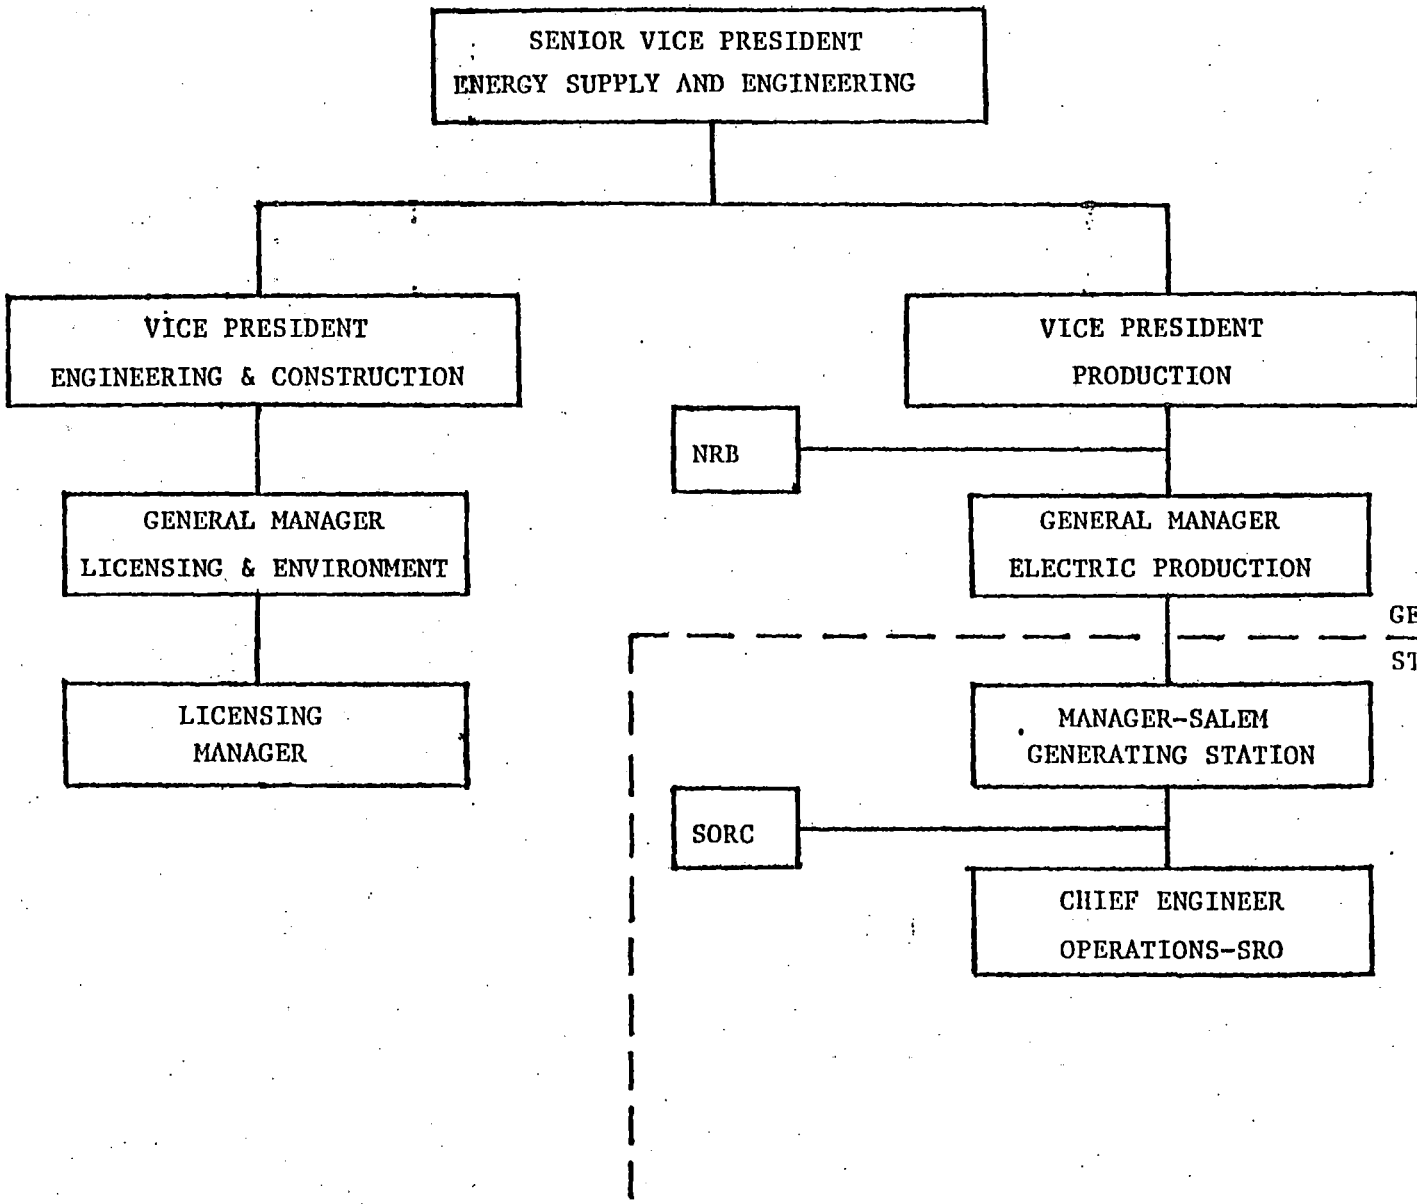 SENIOR VICE PRESIDENT
ENERGY SUPPLY AND ENGINEERING
VICE PRESIDENT
ENGINEERING & CONSTRUCTION
VICE PRESIDENT
PRODUCTION
NRB
GENERAL MANAGER
LICENSING & ENVIRONMENT
GENERAL MANAGER
ELECTRIC PRODUCTION
LICENSING
MANAGER
MANAGER-SALEM
GENERATING STATION
SORC
CHIEF ENGINEER
OPERATIONS-SRO